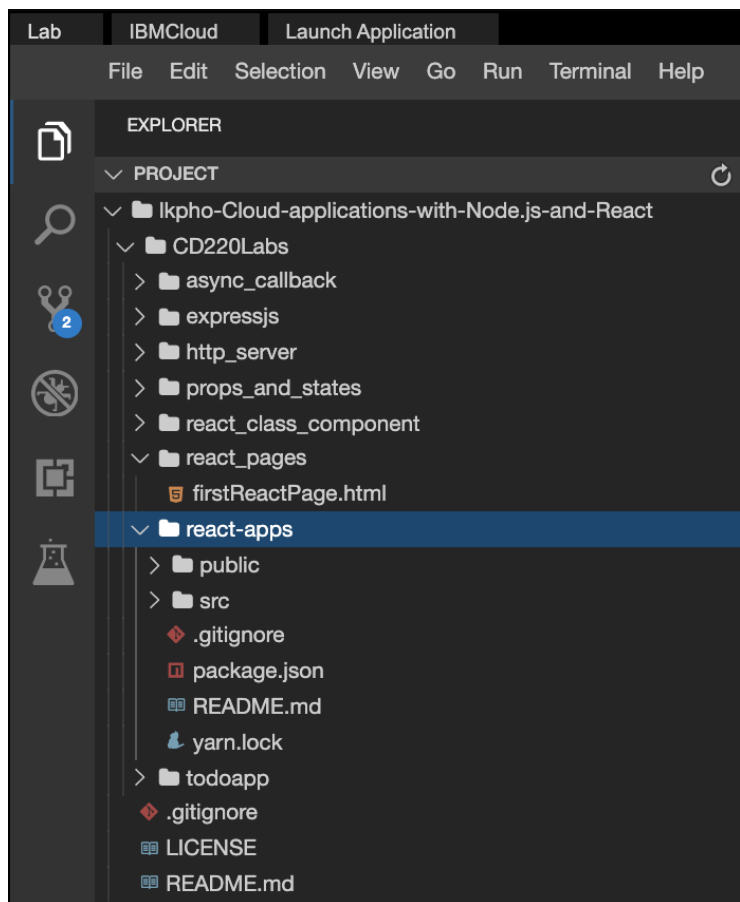 Lab IBMCloud Launch Application
File Edit Selection View Go Run Terminal Help
EXPLORER
PROJECT
lkpho-Cloud-applications-with-Node.js-and-React
CD220Labs
async_callback
expressjs
2
http_server
props_and_states
react_class_component
react_pages
firstReactPage.html
react-apps
public
src
.gitignore
package.json
README.md
yarn.lock
todoapp
.gitignore
LICENSE
README.md